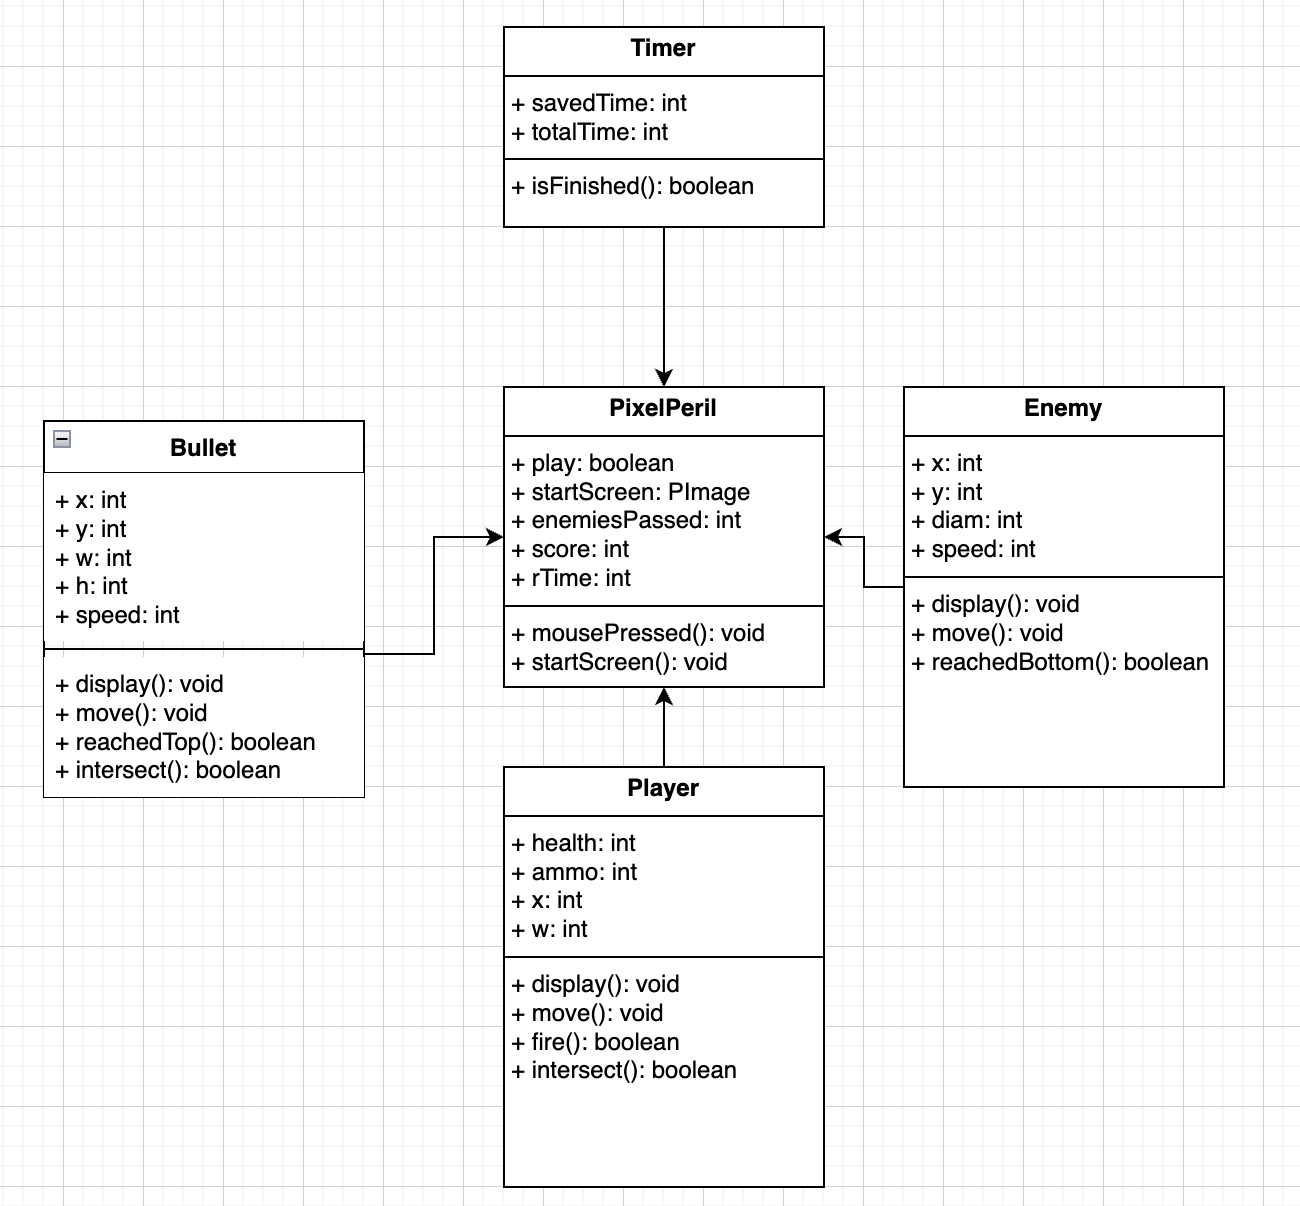 Timer
+ savedTime: int
+ totalTime: int
+ isFinished(): boolean
PixelPeril
+ play: boolean
+ startScreen: PImage
+ enemiesPassed: int
+ score: int
+ rTime: int
+ mousePressed(): void
+ startScreen(): void
Enemy
+ x: int
+ y: int
+ diam: int
+ speed: int
+ display(): void
+ move(): void
+ reachedBottom(): boolean
Bullet
+ x: int
+ y: int
+ w: int
+ h: int
+ speed: int
+ display(): void
+ move(): void
+ reachedTop(): boolean
+ intersect(): boolean
Player
+ health: int
+ ammo: int
+ x: int
+ w: int
+ display(): void
+ move(): void
+ fire(): boolean
+ intersect(): boolean